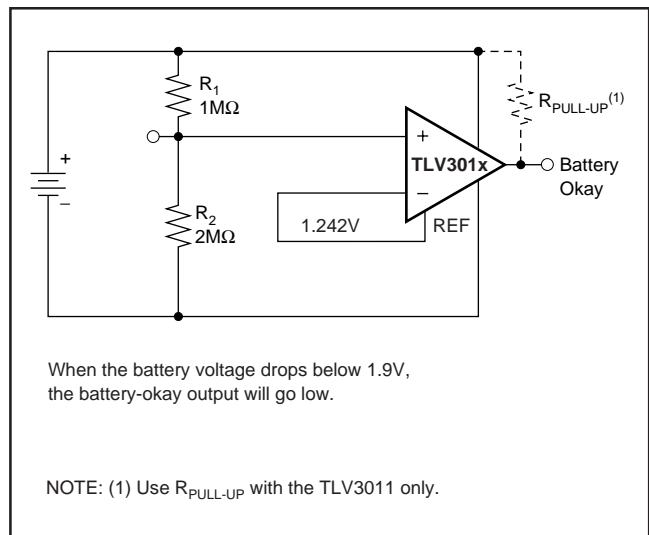 R1
1MΩ
RPULL-UP(1)
+
+
TLV301x
Battery
Okay
–
–
R2
2MΩ
1.242V
REF
When the battery voltage drops below 1.9V,
the battery-okay output will go low.
NOTE: (1) Use RPULL-UP with the TLV3011 only.